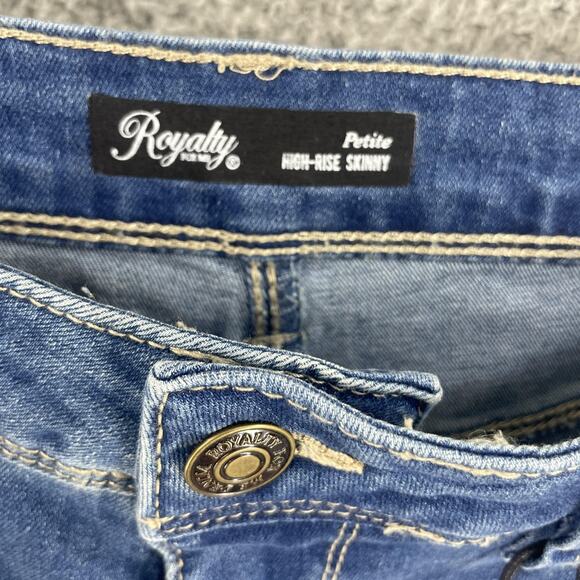 Royalty
FOR ME ®
Petite
HIGH-RISE SKINNY
ROYALTY